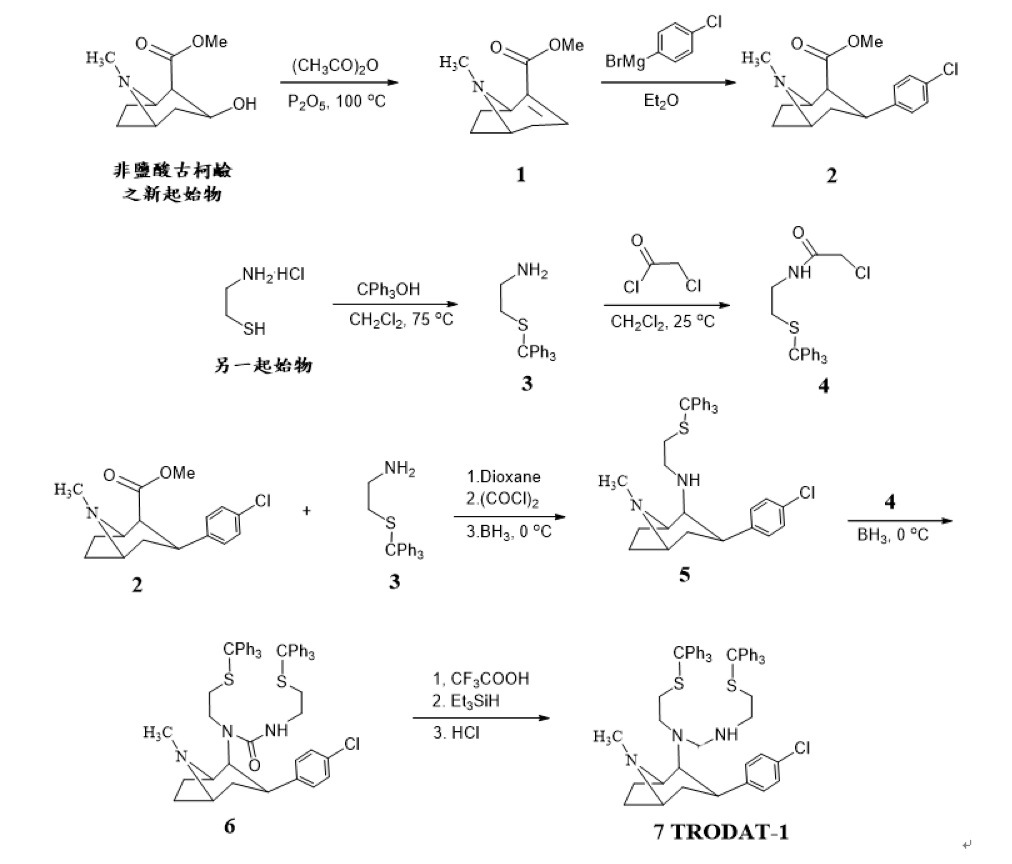 H₃C N O OMe OH
(CH₃CO)₂O
P₂O₅, 100 ℃
H₃C N O OMe
BrMg Cl
Et₂O
H₃C N O OMe Cl
非鹽酸古柯鹼
之新起始物
1
2
NH₂·HCl
SH
另一起始物
CPh₃OH
CH₂Cl₂, 75 ℃
NH₂
S
CPh₃
3
O
Cl Cl
CH₂Cl₂, 25 ℃
O
NH Cl
S
CPh₃
4
H₃C N O OMe Cl
2
+
NH₂
S
CPh₃
3
1.Dioxane
2.(COCl)₂
3.BH₃, 0 ℃
CPh₃
S
NH
H₃C N Cl
5
4
BH₃, 0 ℃
CPh₃ CPh₃
S S
N NH
O
H₃C N Cl
6
1, CF₃COOH
2. Et₃SiH
3. HCl
CPh₃ CPh₃
S S
N NH
H₃C N Cl
7 TRODAT-1